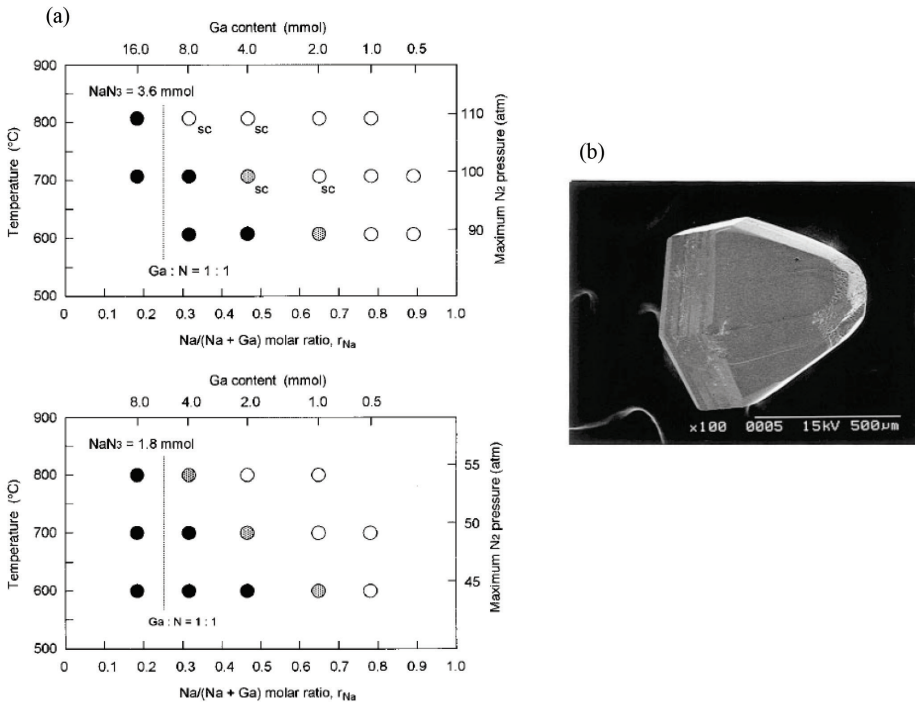 (a)
Ga content (mmol)
16.0 8.0 4.0 2.0 1.0 0.5
900
NaN3 = 3.6 mmol
800
700
600
500
Temperature (°C)
sc sc
sc sc
110
100
90
Maximum N2 pressure (atm)
Ga : N = 1 : 1
0 0.1 0.2 0.3 0.4 0.5 0.6 0.7 0.8 0.9 1.0
Na/(Na + Ga) molar ratio, rNa
Ga content (mmol)
8.0 4.0 2.0 1.0 0.5
900
NaN3 = 1.8 mmol
800
700
600
500
Temperature (°C)
55
50
45
Maximum N2 pressure (atm)
Ga : N = 1 : 1
0 0.1 0.2 0.3 0.4 0.5 0.6 0.7 0.8 0.9 1.0
Na/(Na + Ga) molar ratio, rNa
(b)
x100 0005 15kV 500µm